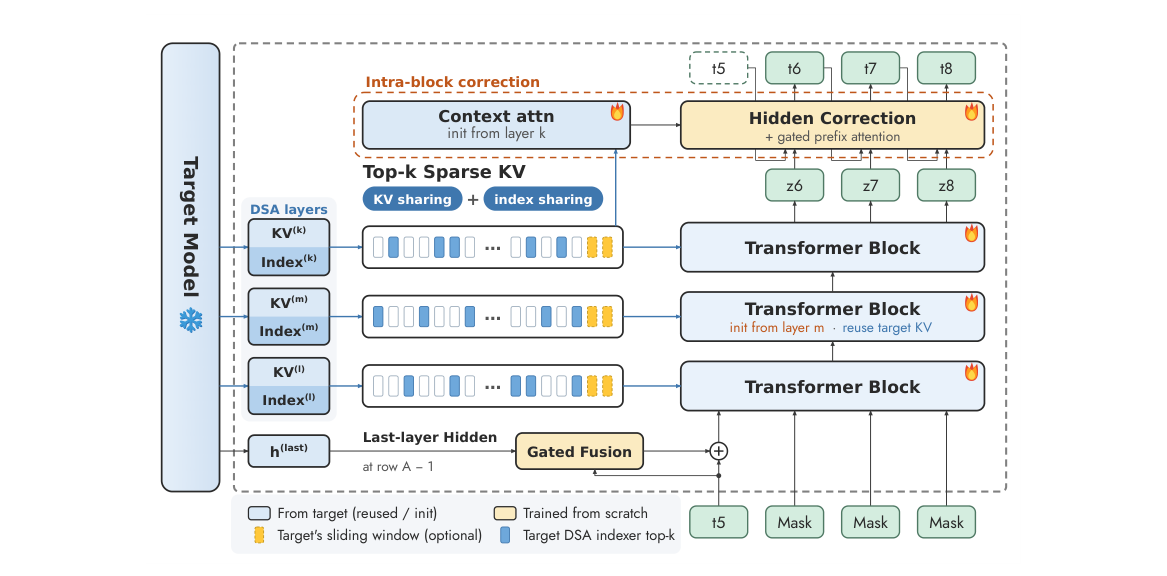 t5
t6
t7
t8
Intra-block correction
Context attn
init from layer k
Hidden Correction
+ gated prefix attention
Target Model
Top-k Sparse KV
KV sharing + index sharing
z6
z7
z8
DSA layers
KV(k)
Index(k)
...
Transformer Block
KV(m)
Index(m)
...
Transformer Block
init from layer m · reuse target KV
KV(l)
Index(l)
...
Transformer Block
h(last)
Last-layer Hidden
at row A − 1
Gated Fusion
+
From target (reused / init)
Trained from scratch
Target's sliding window (optional)
Target DSA indexer top-k
t5
Mask
Mask
Mask